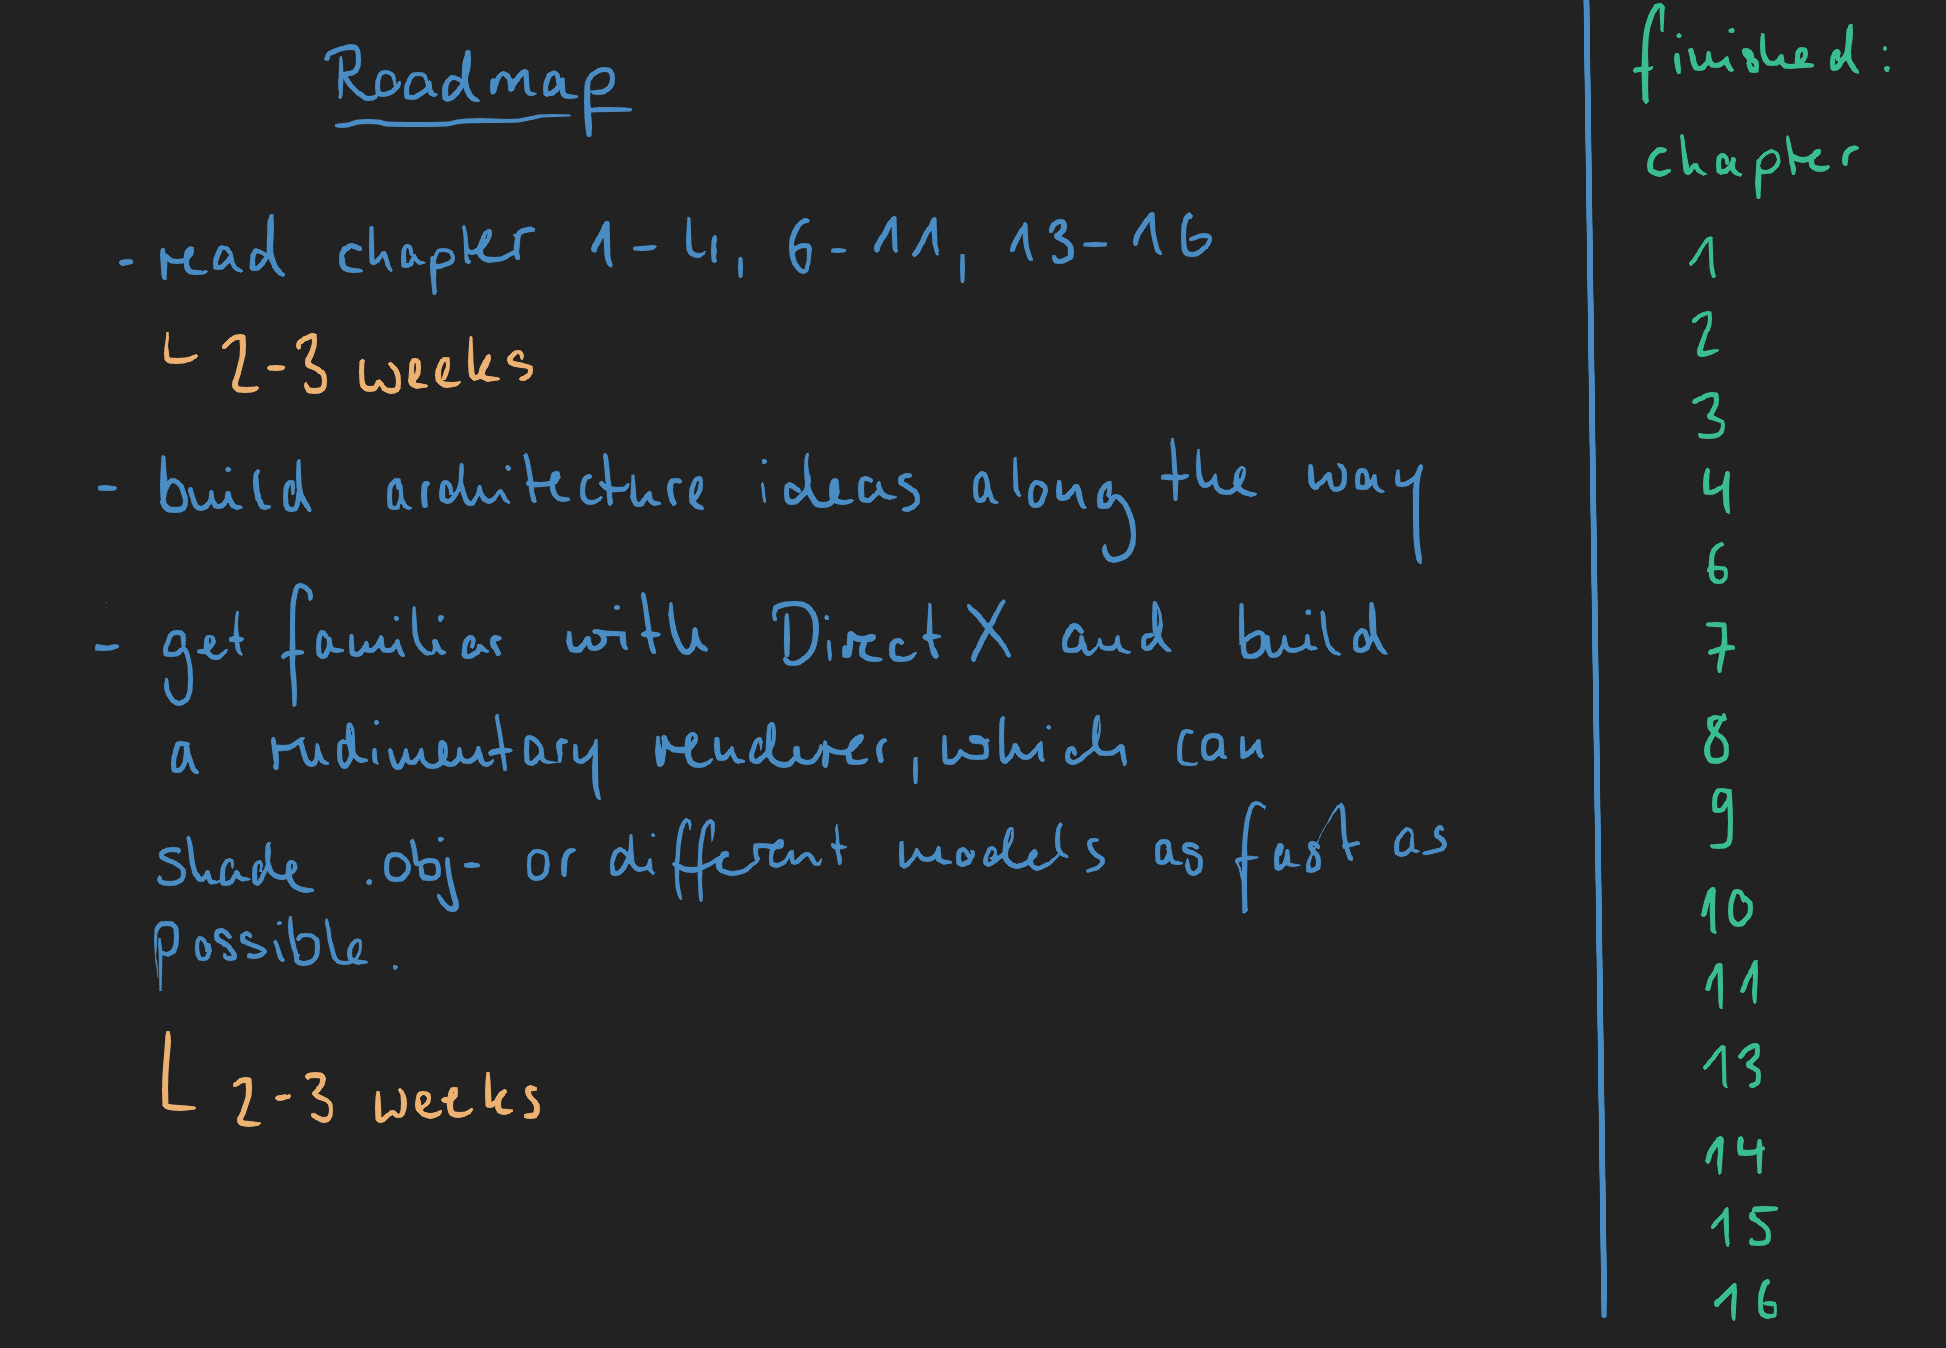 Roadmap
- read chapter 1-4, 6-11, 13-16
2-3 weeks
- build architecture ideas along the way
- get familiar with DirectX and build
a rudimentary renderer, which can
shade .obj- or different models as fast as
possible.
2-3 weeks
finished:
chapter
1
2
3
4
6
7
8
9
10
11
13
14
15
16